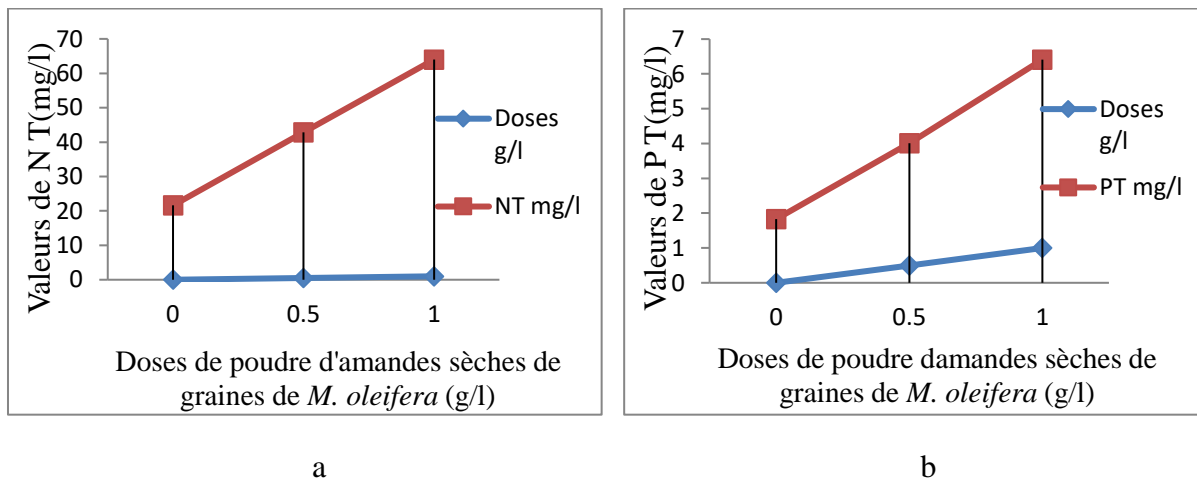 Valeurs de N T(mg/l)
70
60
50
40
30
20
10
0
0
0.5
1
Doses
g/l
NT mg/l
Doses de poudre d'amandes sèches de
graines de M. oleifera (g/l)
a
Valeurs de P T(mg/l)
7
6
5
4
3
2
1
0
0
0.5
1
Doses
g/l
PT mg/l
Doses de poudre damandes sèches de
graines de M. oleifera (g/l)
b